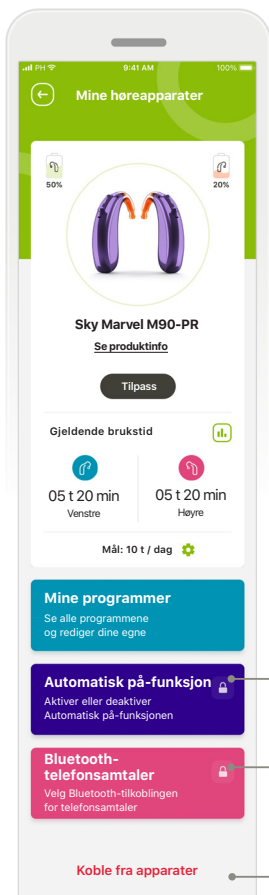 PH 9:41 AM 100%
Mine høreapparater
50% 20%
Sky Marvel M90-PR
Se produktinfo
Tilpass
Gjeldende brukstid
05 t 20 min 05 t 20 min
Venstre Høyre
Mål: 10 t / dag
Mine programmer
Se alle programmene
og rediger dine egne
Automatisk på-funksjon
Aktiver eller deaktiver
Automatisk på-funksjonen
Bluetooth-
telefonsamtaler
Velg Bluetooth-tilkoblingen
for telefonsamtaler
Koble fra apparater